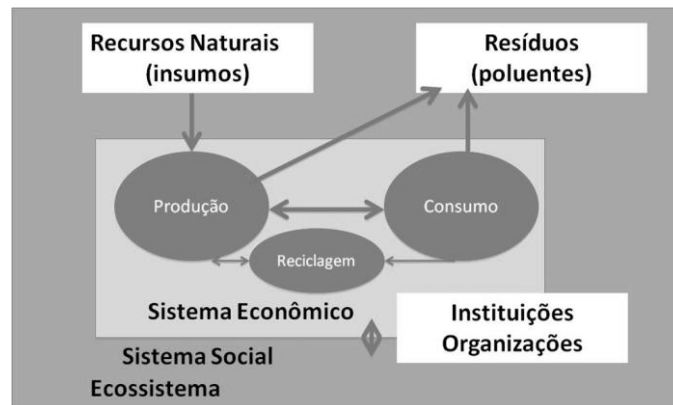 Recursos Naturais
(insumos)
Resíduos
(poluentes)
Produção
Consumo
Reciclagem
Sistema Econômico
Instituições
Organizações
Sistema Social
Ecossistema